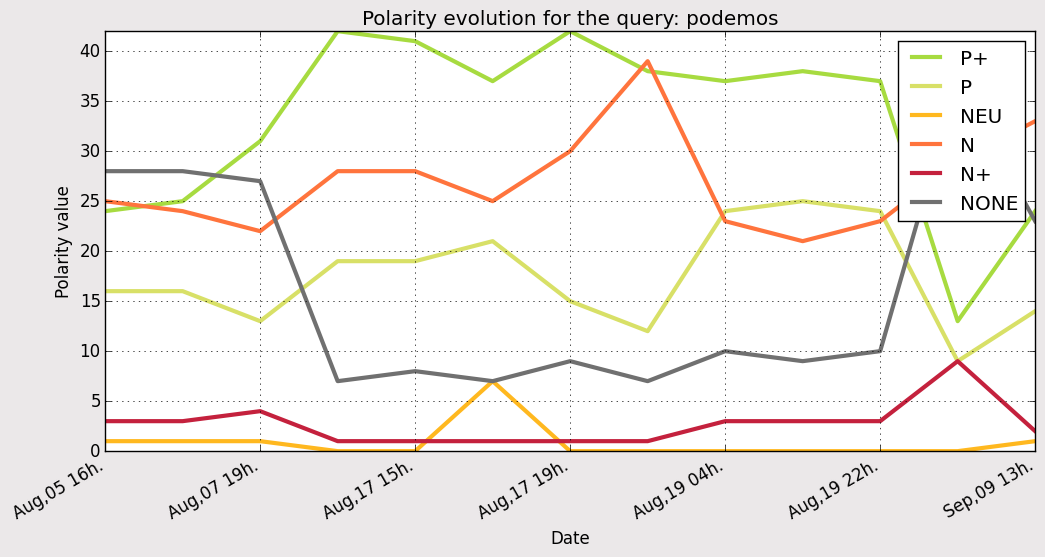 Polarity evolution for the query: podemos
40
35
30
25
20
15
10
5
0
Polarity value
P+
P
NEU
N
N+
NONE
Aug,05 16h.
Aug,07 19h.
Aug,17 15h.
Aug,17 19h.
Aug,19 04h.
Aug,19 22h.
Sep,09 13h.
Date